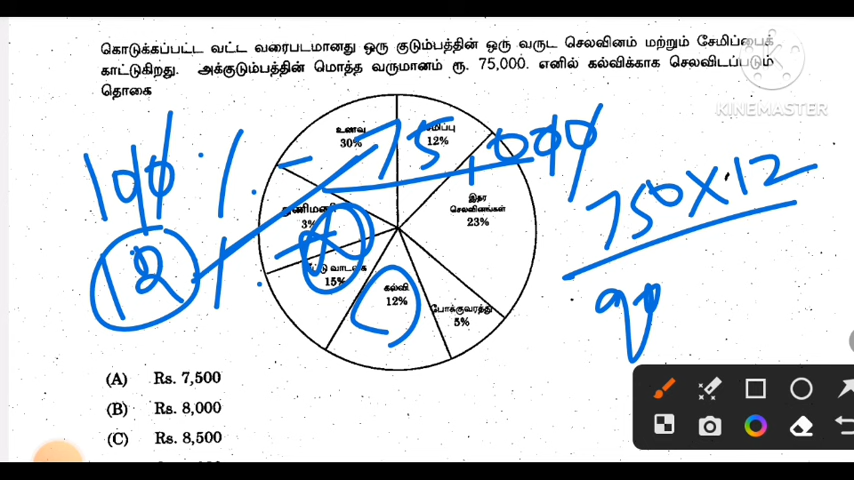 கொடுக்கப்பட்ட வட்ட வரைபடமானது ஒரு குடும்பத்தின் ஒரு வருட செலவினம் மற்றும் சேமிப்பைக்
காட்டுகிறது. அக்குடும்பத்தின் மொத்த வருமானம் ரூ. 75,000. எனில் கல்விக்காக செலவிடப்படும்
தொகை
KINEMASTER
உணவு
30%
12%
100 %
75,000
இதர
செலவினங்கள்
23%
750 X 12
3%
12 %
x
15%
கல்வி
12%
போக்குவரத்து
5%
(A) Rs. 7,500
(B) Rs. 8,000
(C) Rs. 8,500